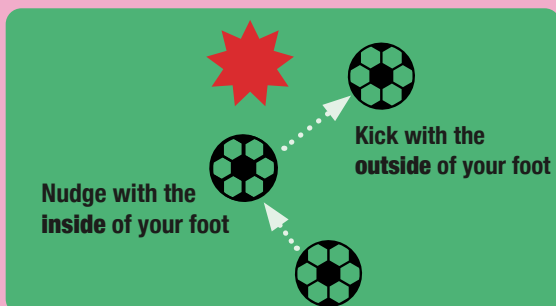 Kick with the
outside of your foot
Nudge with the
inside of your foot